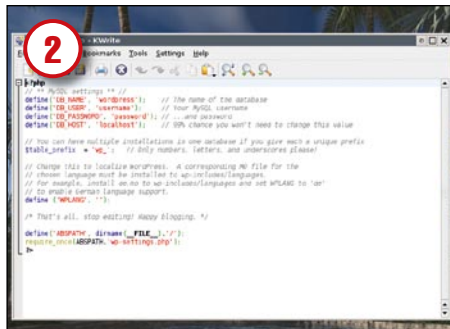 2
- KWrite
Bookmarks Tools Settings Help
<?php
// ** MySQL settings ** //
define('DB_NAME', 'wordpress'); // The name of the database
define('DB_USER', 'username'); // Your MySQL username
define('DB_PASSWORD', 'password'); // ...and password
define('DB_HOST', 'localhost'); // 99% chance you won't need to change this value
// You can have multiple installations in one database if you give each a unique prefix
$table_prefix = 'wp_'; // Only numbers, letters, and underscores please!
// Change this to localize WordPress. A corresponding MO file for the
// chosen language must be installed to wp-includes/languages.
// For example, install de.mo to wp-includes/languages and set WPLANG to 'de'
// to enable German language support.
define ('WPLANG', '');
/* That's all, stop editing! Happy blogging. */
define('ABSPATH', dirname(__FILE__).'/');
require_once(ABSPATH.'wp-settings.php');
?>